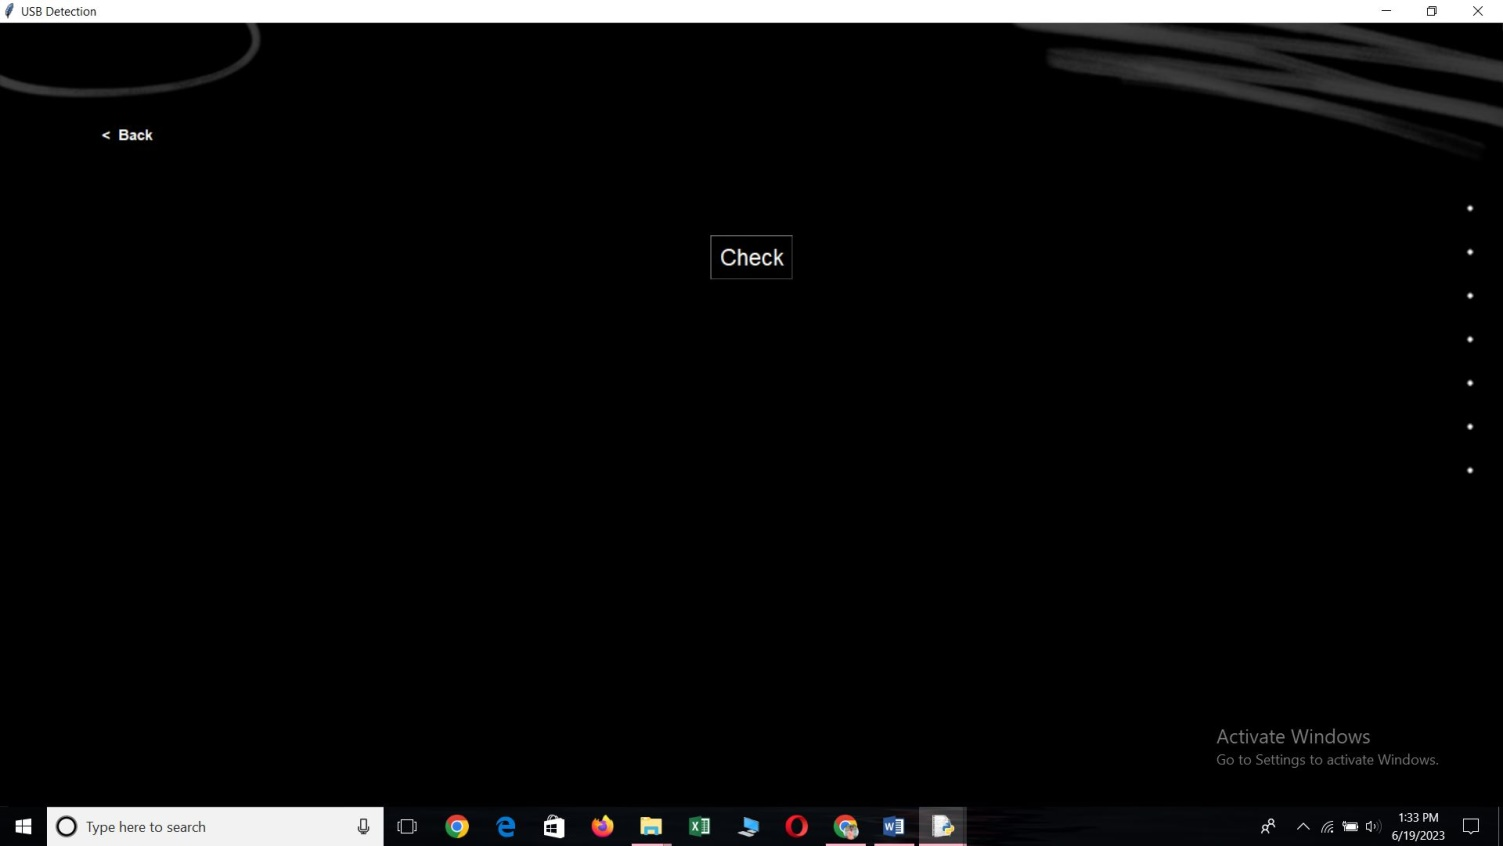 USB Detection
< Back
Check
Activate Windows
Go to Settings to activate Windows.
Type here to search
1:33 PM
6/19/2023